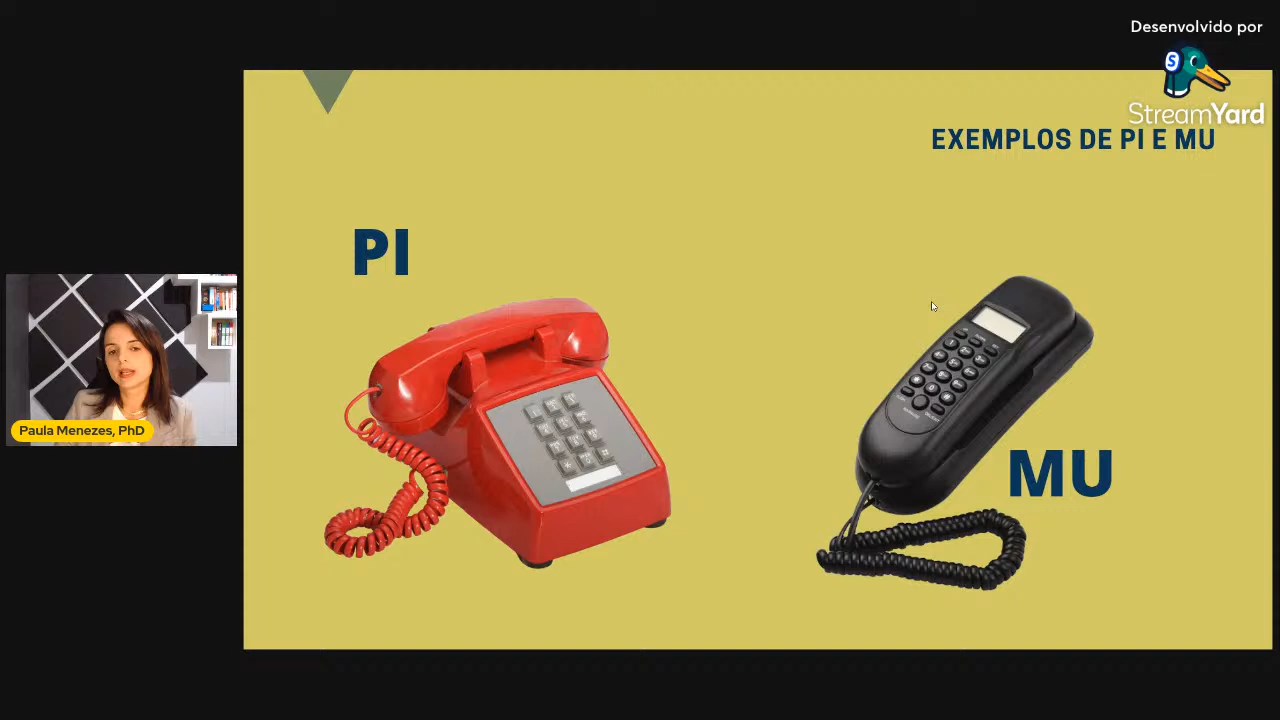 Desenvolvido por
S
StreamYard
EXEMPLOS DE PI E MU
PI
MU
Paula Menezes, PhD